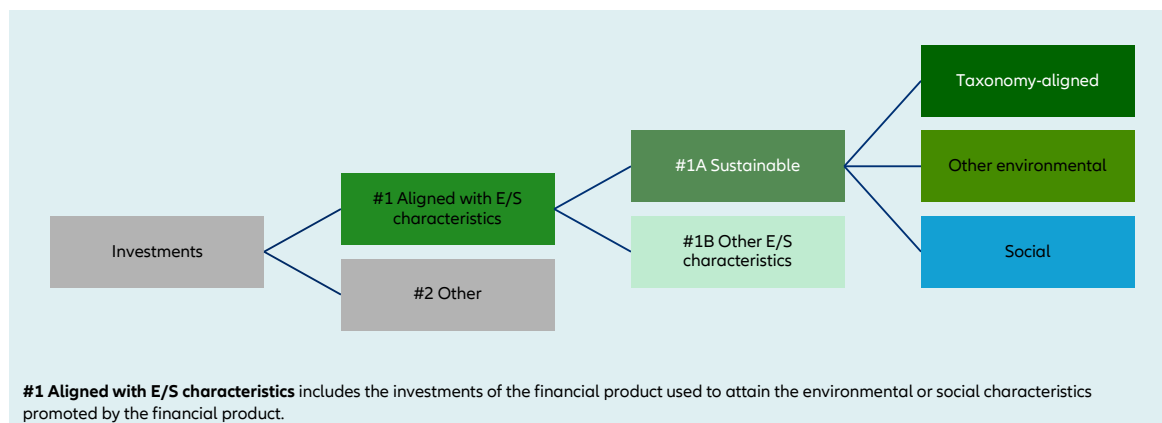 Taxonomy-aligned
#1A Sustainable
Other environmental
#1 Aligned with E/S
characteristics
Investments
#1B Other E/S
characteristics
Social
#2 Other
#1 Aligned with E/S characteristics includes the investments of the financial product used to attain the environmental or social characteristics
promoted by the financial product.